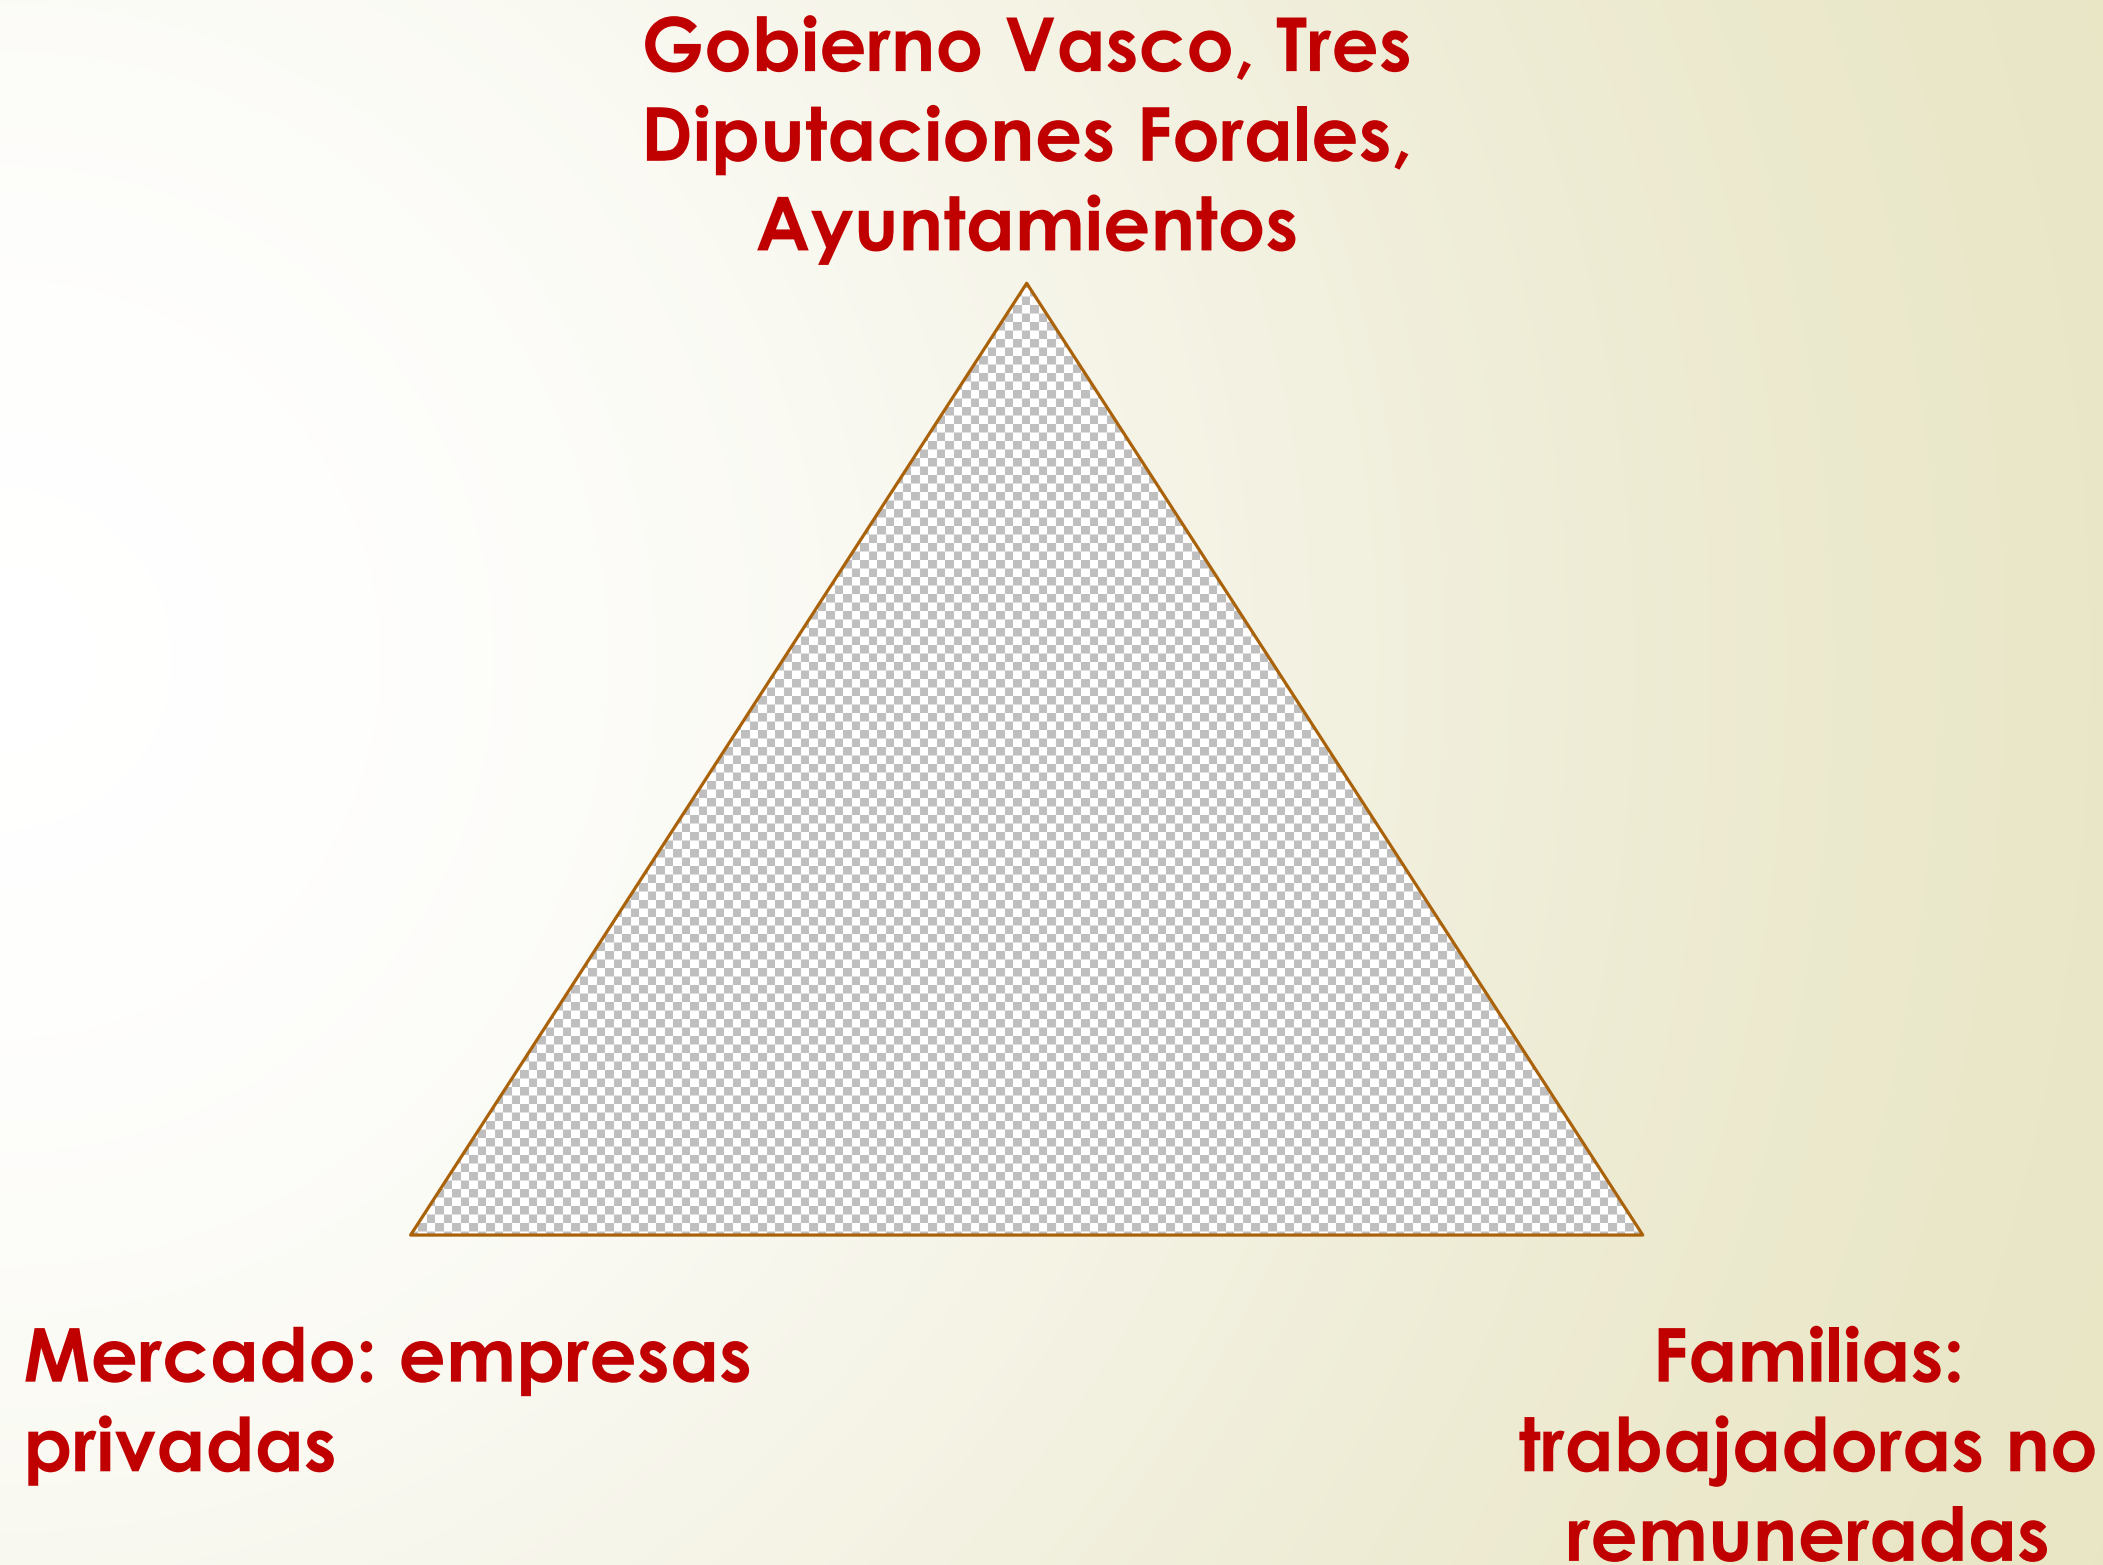 Gobierno Vasco, Tres
Diputaciones Forales,
Ayuntamientos
Mercado: empresas
privadas
Familias:
trabajadoras no
remuneradas